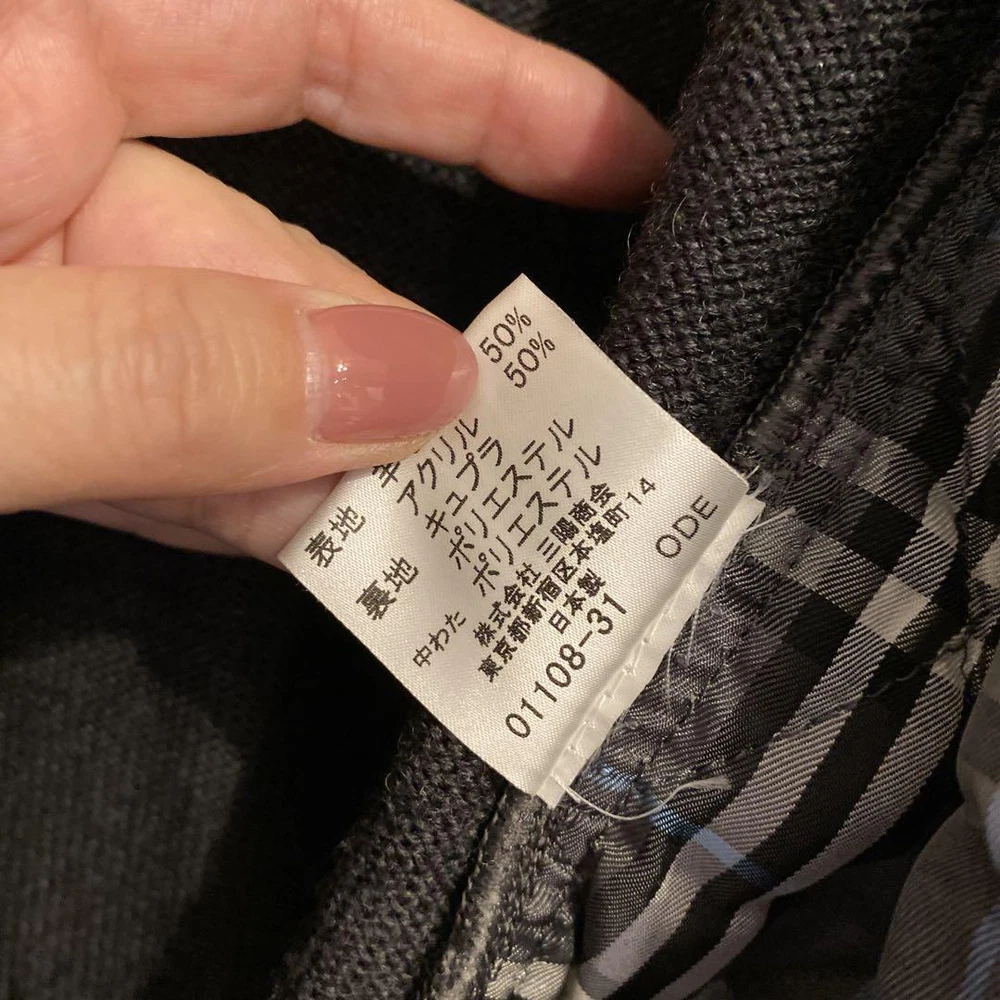 50%
50%
表地 毛
アクリル
裏地 キュプラ
ポリエステル
中わた ポリエステル
株式会社 三陽商会
東京都新宿区本塩町14
日本製
01108-31 ODE